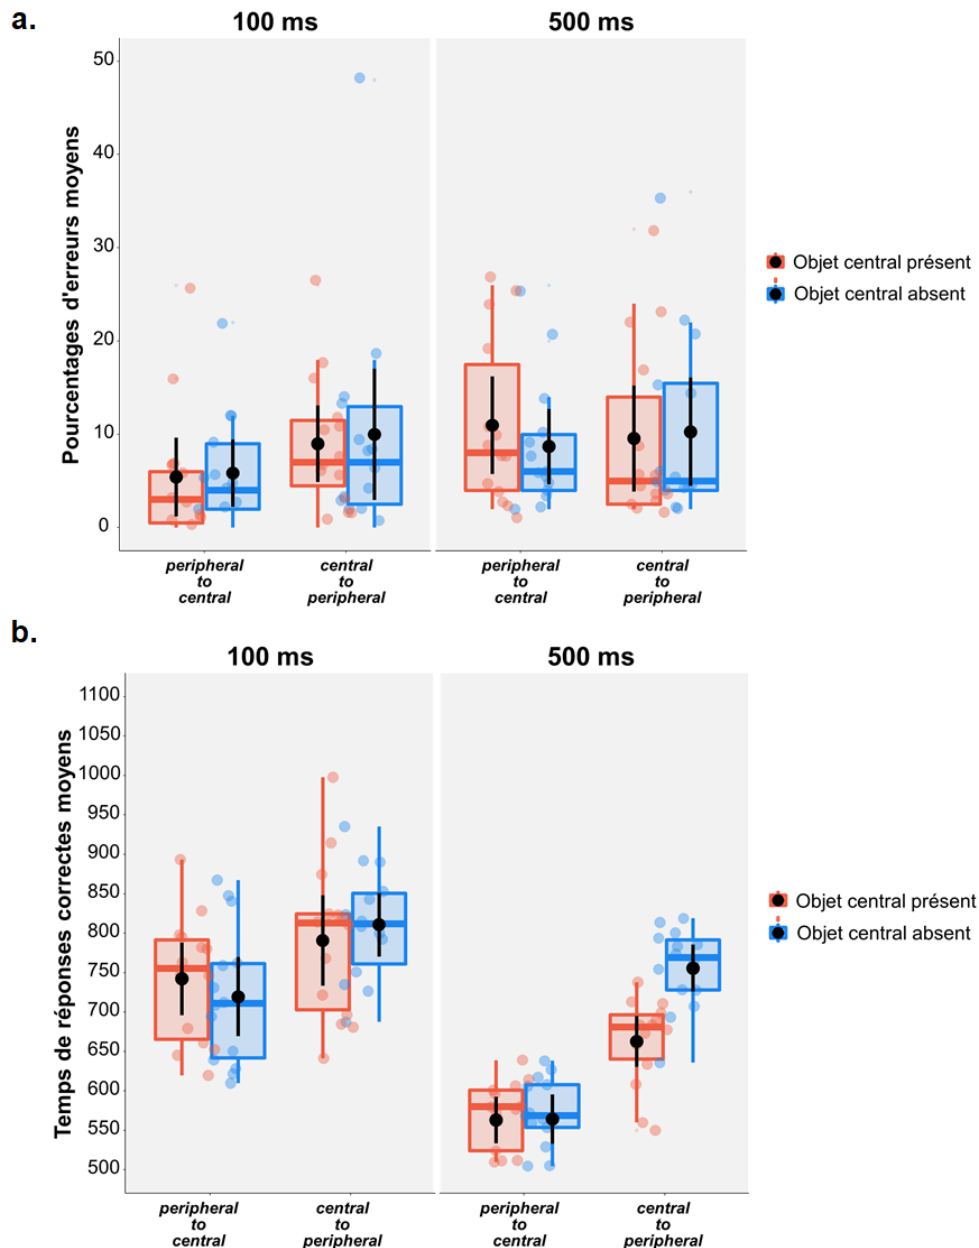 a.
100 ms
500 ms
Pourcentages d'erreurs moyens
50
40
30
20
10
0
peripheral
to
central
central
to
peripheral
peripheral
to
central
central
to
peripheral
Objet central présent
Objet central absent
b.
100 ms
500 ms
Temps de réponses correctes moyens
1100
1050
1000
950
900
850
800
750
700
650
600
550
500
peripheral
to
central
central
to
peripheral
peripheral
to
central
central
to
peripheral
Objet central présent
Objet central absent